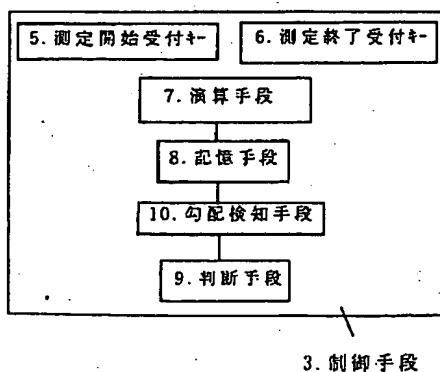 5.測定開始受付キー
6.測定終了受付キー
7.演算手段
8.記憶手段
10.勾配検知手段
9.判断手段
3.制御手段